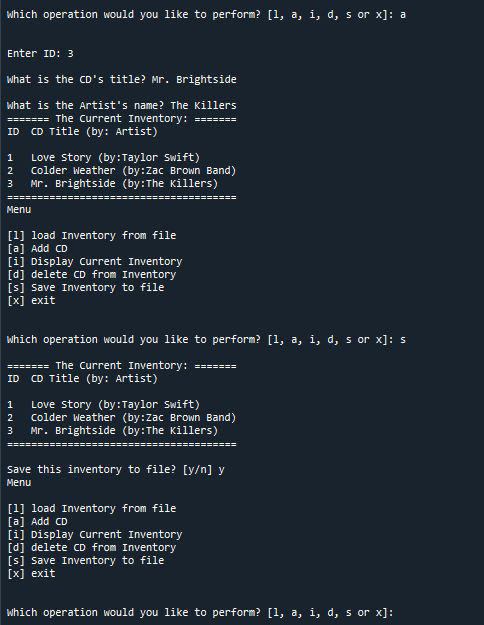 Which operation would you like to perform? [l, a, i, d, s or x]: a
Enter ID: 3
What is the CD's title? Mr. Brightside
What is the Artist's name? The Killers
======= The Current Inventory: =======
ID  CD Title (by: Artist)
1   Love Story (by:Taylor Swift)
2   Colder Weather (by:Zac Brown Band)
3   Mr. Brightside (by:The Killers)
======================================
Menu
[l] load Inventory from file
[a] Add CD
[i] Display Current Inventory
[d] delete CD from Inventory
[s] Save Inventory to file
[x] exit
Which operation would you like to perform? [l, a, i, d, s or x]: s
======= The Current Inventory: =======
ID  CD Title (by: Artist)
1   Love Story (by:Taylor Swift)
2   Colder Weather (by:Zac Brown Band)
3   Mr. Brightside (by:The Killers)
======================================
Save this inventory to file? [y/n] y
Menu
[l] load Inventory from file
[a] Add CD
[i] Display Current Inventory
[d] delete CD from Inventory
[s] Save Inventory to file
[x] exit
Which operation would you like to perform? [l, a, i, d, s or x]: